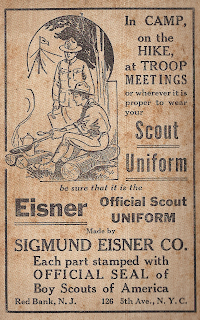 In CAMP,
on the
HIKE,
at TROOP
MEETINGS
or wherever it is
proper to wear
your
Scout
Uniform
be sure that it is the
Eisner Official Scout
UNIFORM
Made by
SIGMUND EISNER CO.
Each part stamped with
OFFICIAL SEAL of
Boy Scouts of America
Red Bank, N. J. 126 5th Ave., N. Y. C.